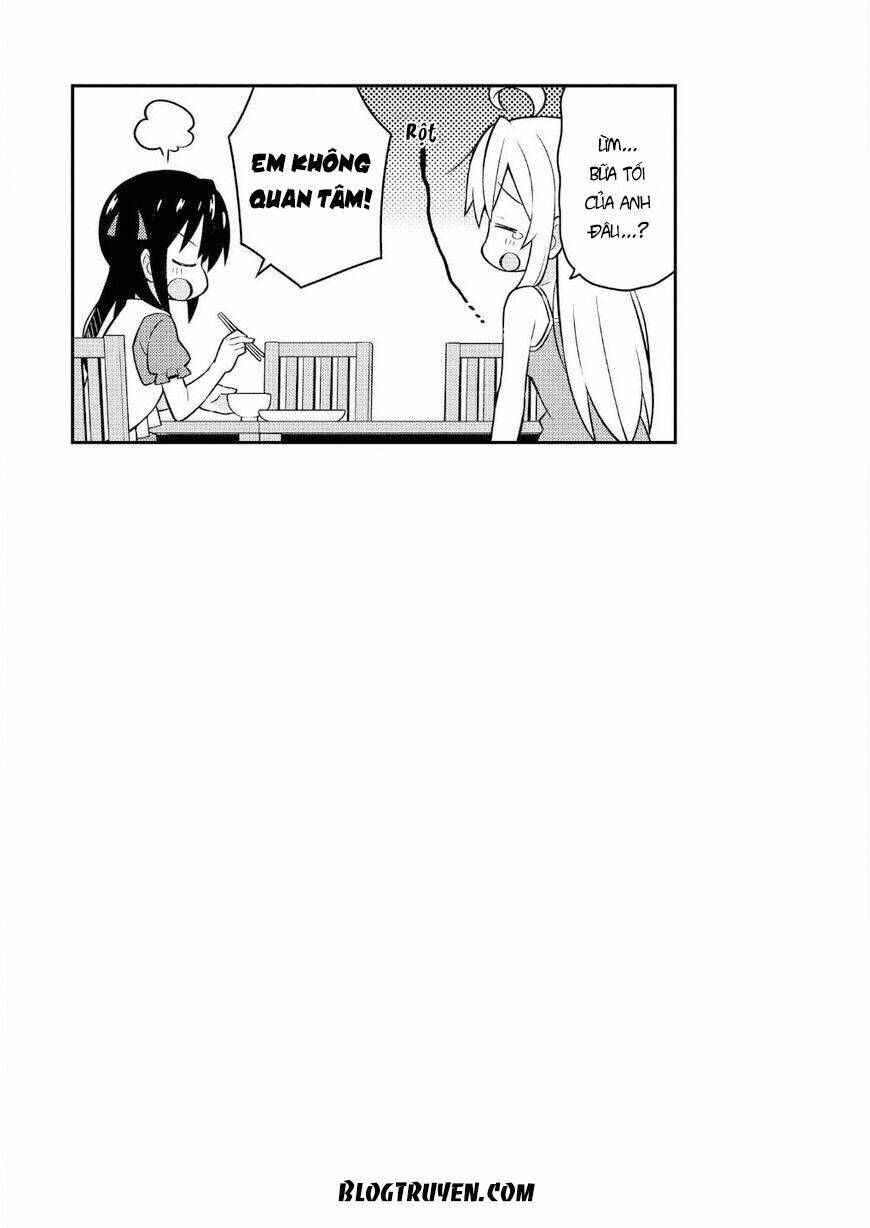 ỪM...
BỮA TỐI
CỦA ANH
ĐÂU...?
Rột
EM KHÔNG
QUAN TÂM!
BLOGTRUYEN.COM